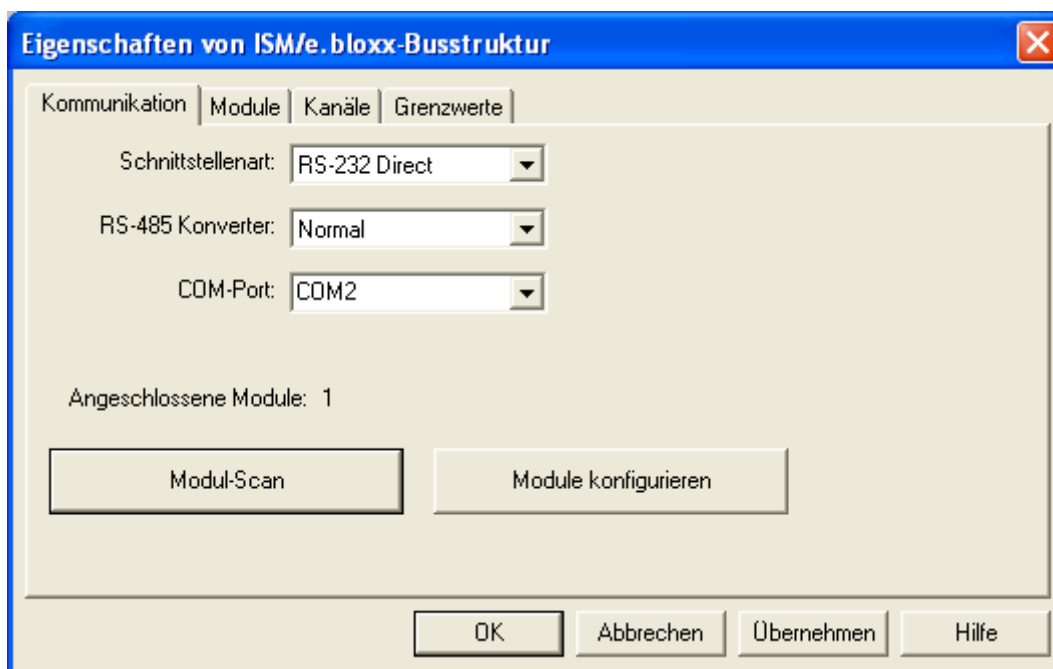 Eigenschaften von ISM/e.bloxx-Busstruktur
Kommunikation Module Kanäle Grenzwerte
Schnittstellenart: RS-232 Direct
RS-485 Konverter: Normal
COM-Port: COM2
Angeschlossene Module: 1
Modul-Scan Module konfigurieren
OK Abbrechen Übernehmen Hilfe